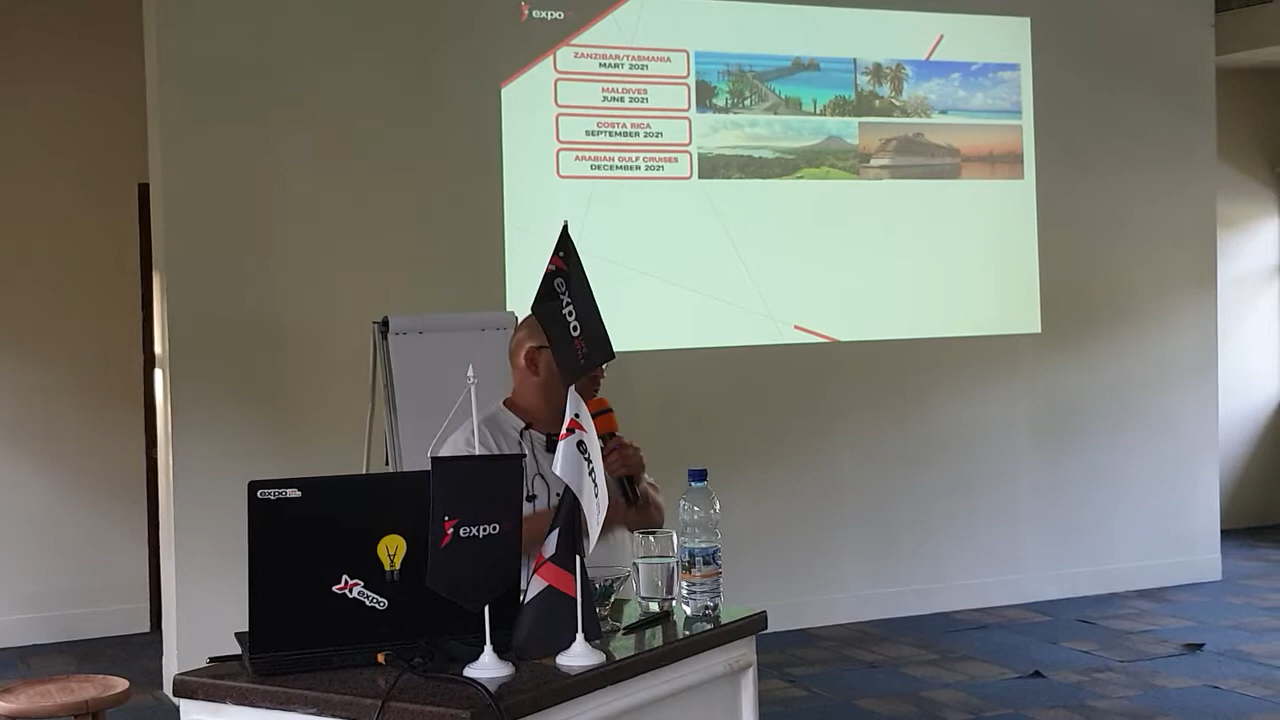 expo
ZANZIBAR/TASMANIA
MART 2021
MALDIVES
JUNE 2021
COSTA RICA
SEPTEMBER 2021
ARABIAN GULF CRUISES
DECEMBER 2021
expo
expo
expo
expo
expo